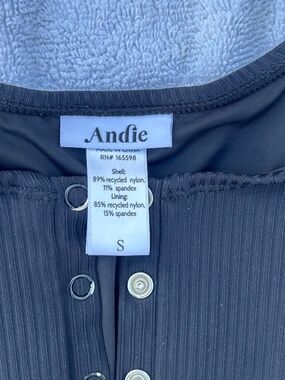 Andie
MADE IN CHINA
RN# 165598
Shell:
89% recycled nylon,
11% spandex
Lining:
85% recycled nylon,
15% spandex
S